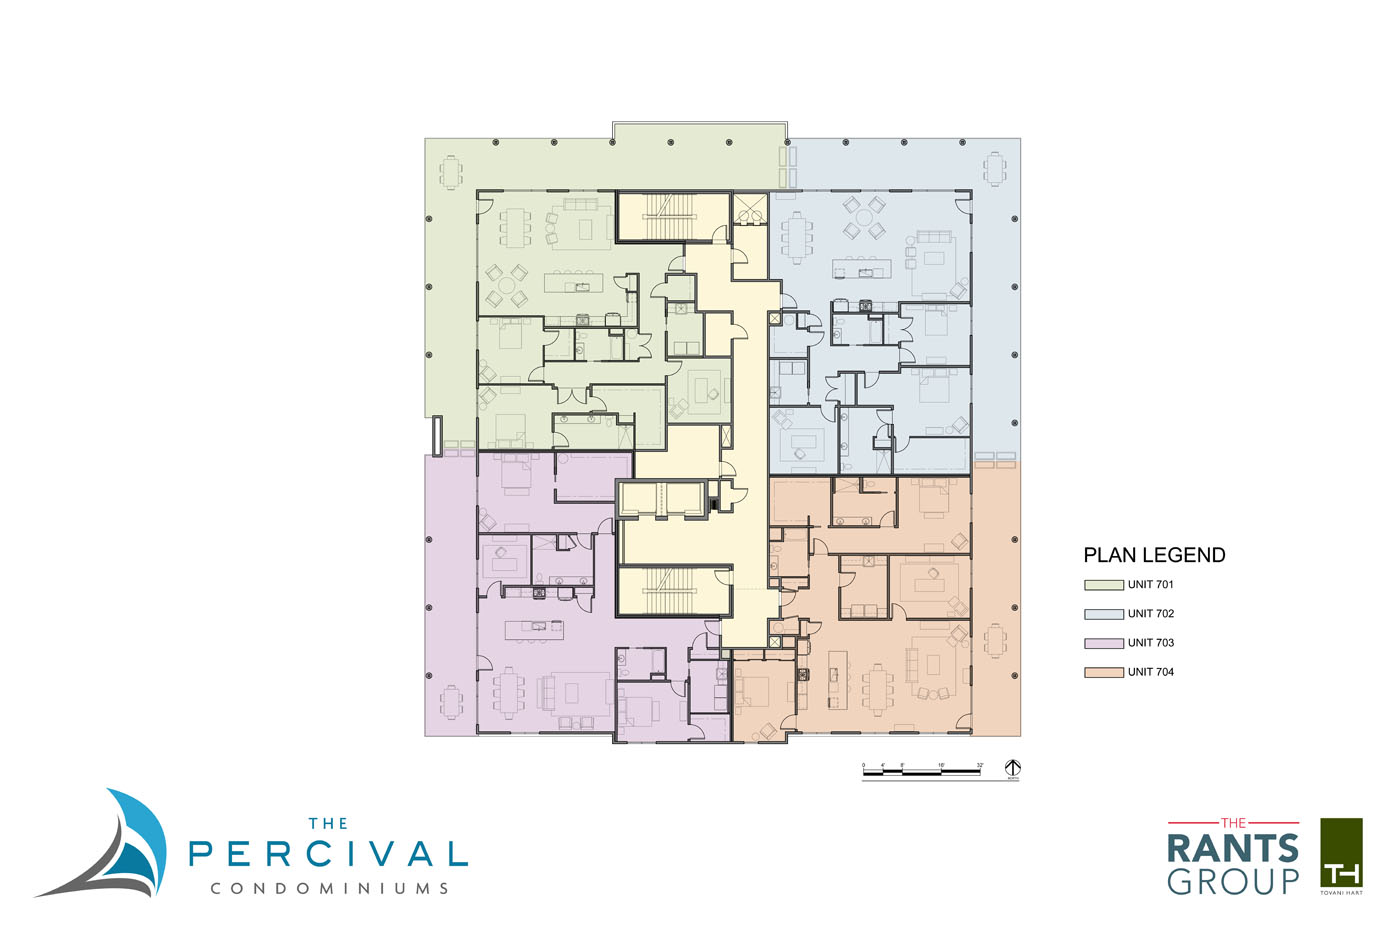 PLAN LEGEND
UNIT 701
UNIT 702
UNIT 703
UNIT 704
0 4' 8' 16' 32'
NORTH
THE
PERCIVAL
CONDOMINIUMS
THE
RANTS
GROUP
TH
TOVANI HART